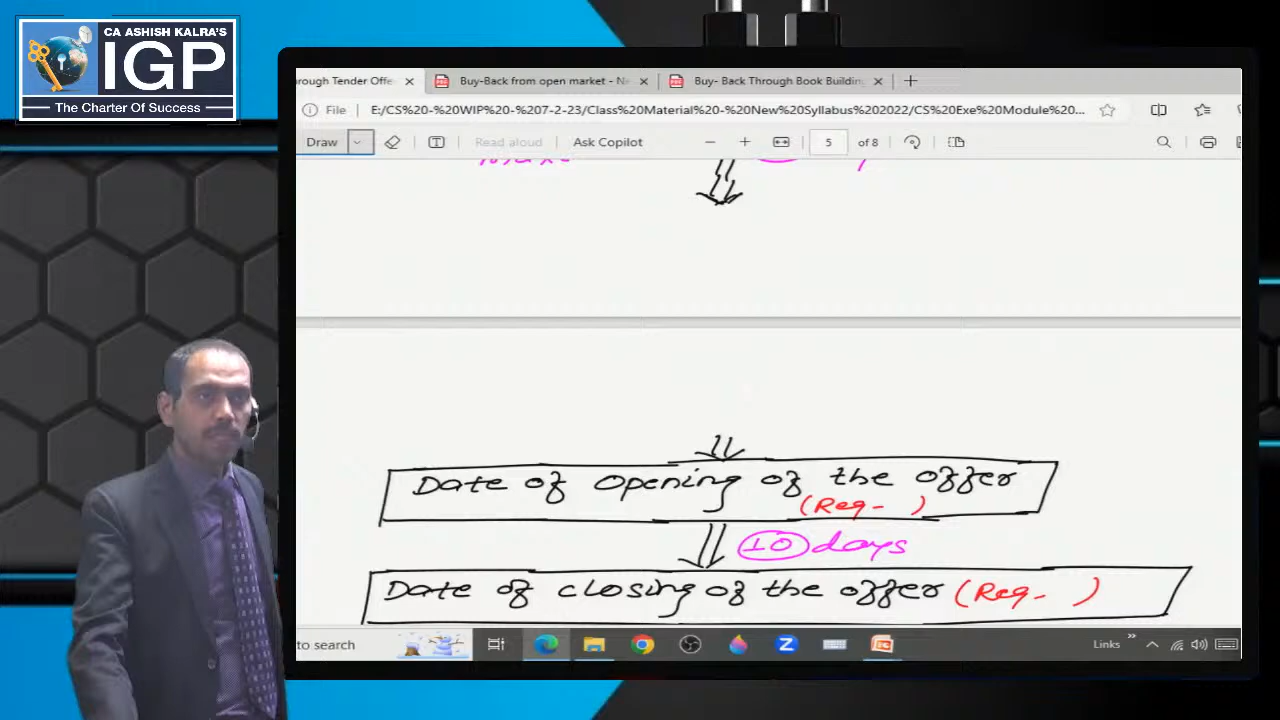 CA ASHISH KALRA'S
IGP
The Charter Of Success
hrough Tender Offe
Buy-Back from open market - Ne
Buy- Back Through Book Building
File
E:/CS%20-%20WIP%20-%207-2-23/Class%20Material%20-%20New%20Syllabus%202022/CS%20Exe%20Module%20...
Draw
Read aloud
Ask Copilot
5
of 8
Date of opening of the offer
(Reg- )
10 days
Date of closing of the offer (Reg- )
to search
Links